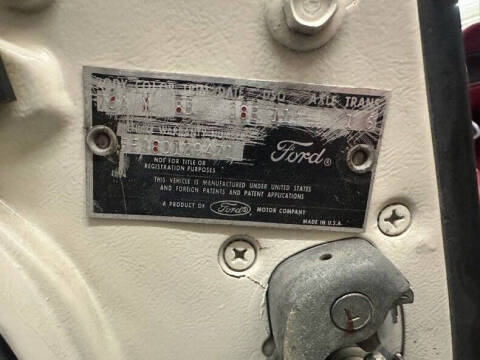 BODY COLOR TRIM DATE DSO AXLE TRANS
VEHICLE WARRANTY NUMBER
Ford®
NOT FOR TITLE OR
REGISTRATION PURPOSES
THIS VEHICLE IS MANUFACTURED UNDER UNITED STATES
AND FOREIGN PATENTS AND PATENT APPLICATIONS
A PRODUCT OF Ford MOTOR COMPANY
MADE IN U.S.A.